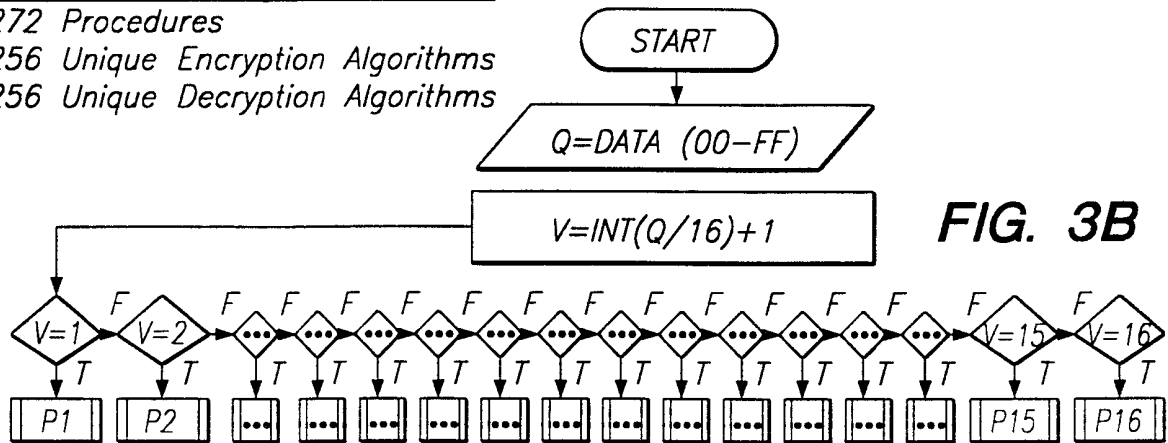 272 Procedures
256 Unique Encryption Algorithms
256 Unique Decryption Algorithms
START
Q=DATA (00-FF)
V=INT(Q/16)+1
FIG. 3B
F F F F F F F F F F F F F F F
V=1 V=2 ••• ••• ••• ••• ••• ••• ••• ••• ••• ••• ••• ••• V=15 V=16
T T T T T T T T T T T T T T T T
P1 P2 ••• ••• ••• ••• ••• ••• ••• ••• ••• ••• ••• ••• P15 P16